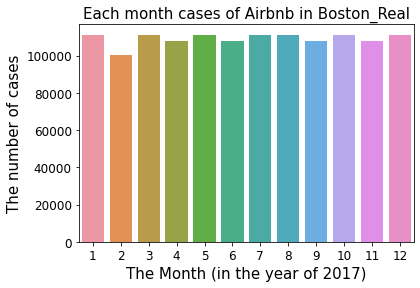 Each month cases of Airbnb in Boston_Real
The number of cases
100000
80000
60000
40000
20000
0
1 2 3 4 5 6 7 8 9 10 11 12
The Month (in the year of 2017)